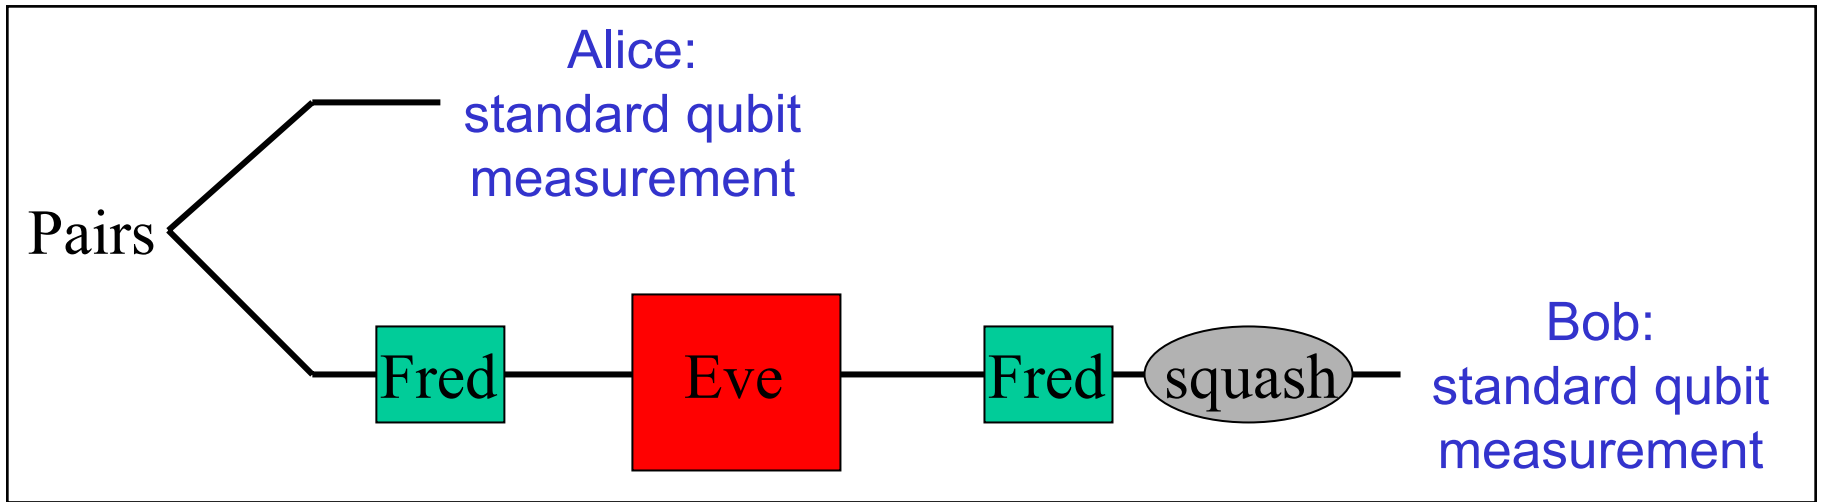 Alice:
standard qubit
measurement
Pairs
Fred
Eve
Fred
squash
Bob:
standard qubit
measurement